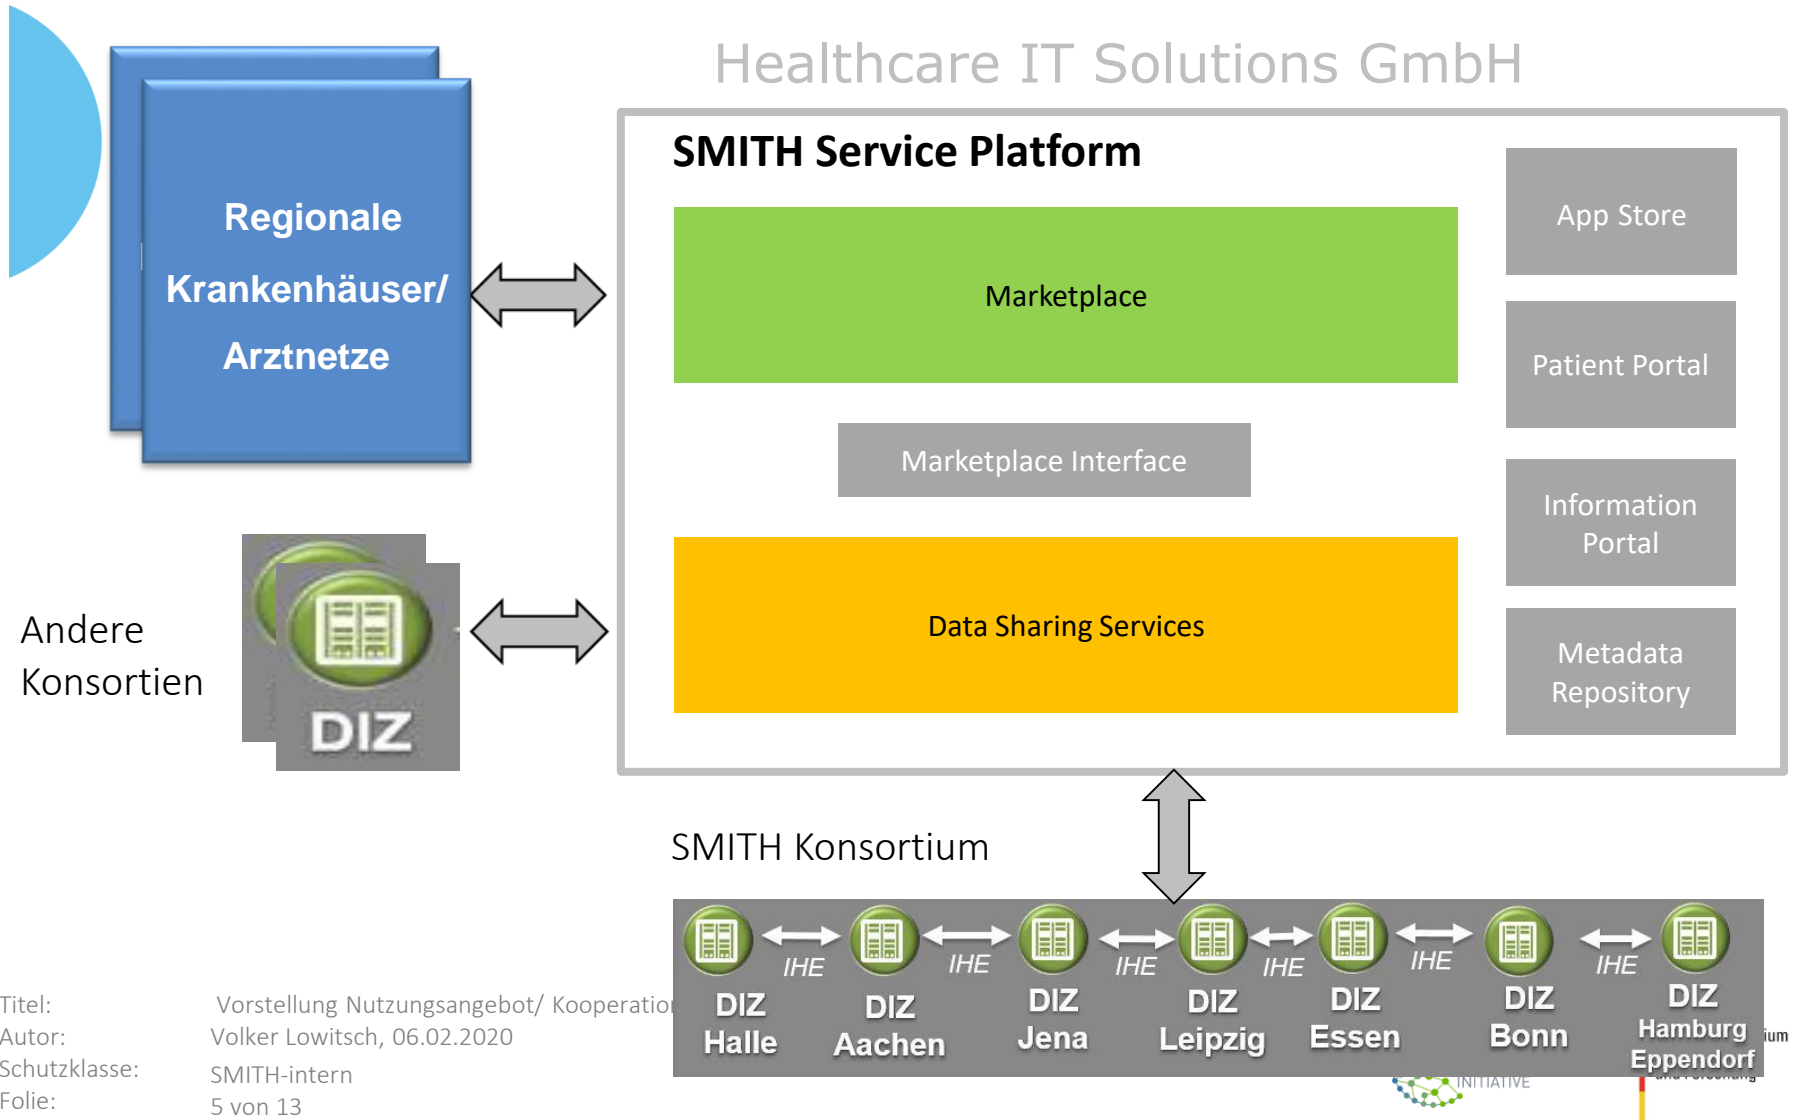 Healthcare IT Solutions GmbH
Regionale
Krankenhäuser/
Arztnetze
SMITH Service Platform
Marketplace
Marketplace Interface
Data Sharing Services
App Store
Patient Portal
Information
Portal
Metadata
Repository
Andere
Konsortien
DIZ
SMITH Konsortium
IHE
IHE
IHE
IHE
IHE
IHE
DIZ
Halle
DIZ
Aachen
DIZ
Jena
DIZ
Leipzig
DIZ
Essen
DIZ
Bonn
DIZ
Hamburg
Eppendorf
Titel: Vorstellung Nutzungsangebot/ Kooperation
Autor: Volker Lowitsch, 06.02.2020
Schutzklasse: SMITH-intern
Folie: 5 von 13
INITIATIVE
und Forschung